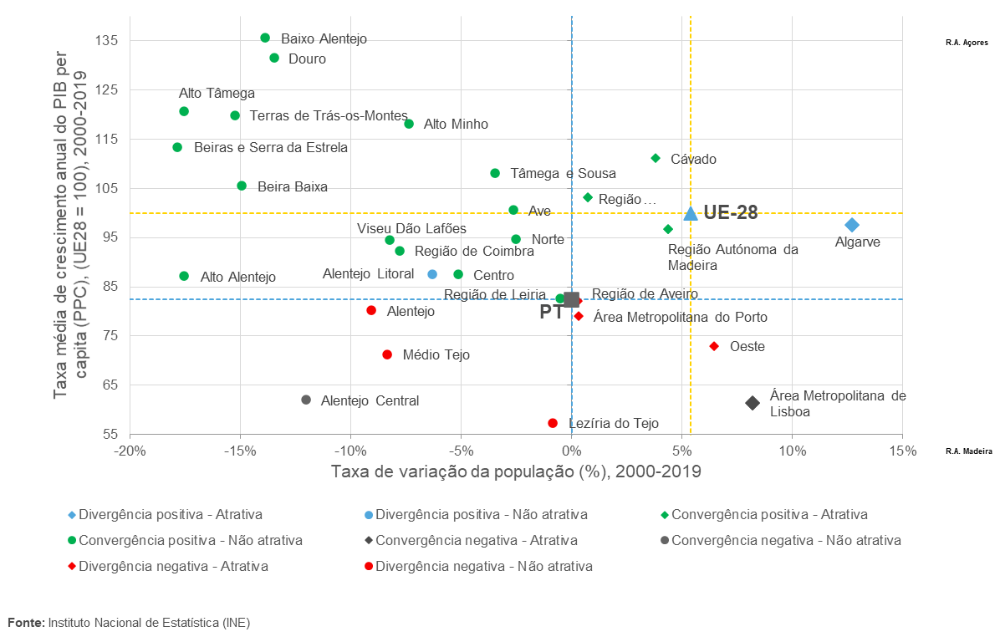 Taxa média de crescimento anual do PIB per
capita (PPC), (UE28 = 100), 2000-2019
135
125
115
105
95
85
75
65
55
Baixo Alentejo
Douro
R.A. Açores
Alto Tâmega
Terras de Trás-os-Montes
Alto Minho
Beiras e Serra da Estrela
Cávado
Tâmega e Sousa
Beira Baixa
Região ...
Ave
UE-28
Viseu Dão Lafões
Norte
Algarve
Região de Coimbra
Região Autónoma da
Madeira
Alentejo Litoral
Centro
Alto Alentejo
Região de Leiria
Região de Aveiro
PT
Alentejo
Área Metropolitana do Porto
Oeste
Médio Tejo
Alentejo Central
Área Metropolitana de
Lisboa
Lezíria do Tejo
-20%
-15%
-10%
-5%
0%
5%
10%
15%
R.A. Madeira
Taxa de variação da população (%), 2000-2019
Divergência positiva - Atrativa
Divergência positiva - Não atrativa
Convergência positiva - Atrativa
Convergência positiva - Não atrativa
Convergência negativa - Atrativa
Convergência negativa - Não atrativa
Divergência negativa - Atrativa
Divergência negativa - Não atrativa
Fonte: Instituto Nacional de Estatística (INE)